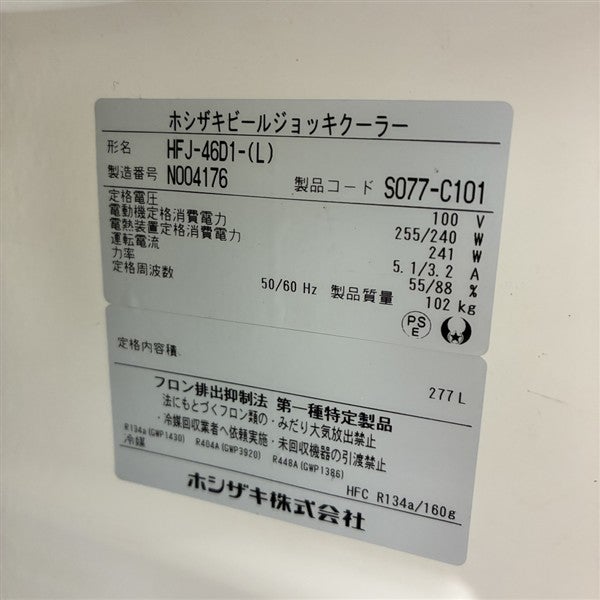 ホシザキビールジョッキクーラー
形名 HFJ-46D1-(L)
製造番号 N004176 製品コード S077-C101
定格電圧 100 V
電動機定格消費電力 255/240 W
電熱装置定格消費電力 241 W
運転電流 5.1/3.2 A
力率 55/88 %
定格周波数 50/60 Hz 製品質量 102 kg
PS
E
定格内容積 277 L
フロン排出抑制法 第一種特定製品
法にもとづくフロン類の・みだり大気放出禁止
・冷媒回収業者へ依頼実施・未回収機器の引渡禁止
R134a(GWP1430) R404A(GWP3920) R448A(GWP1386)
冷媒 HFC R134a/160g
ホシザキ株式会社